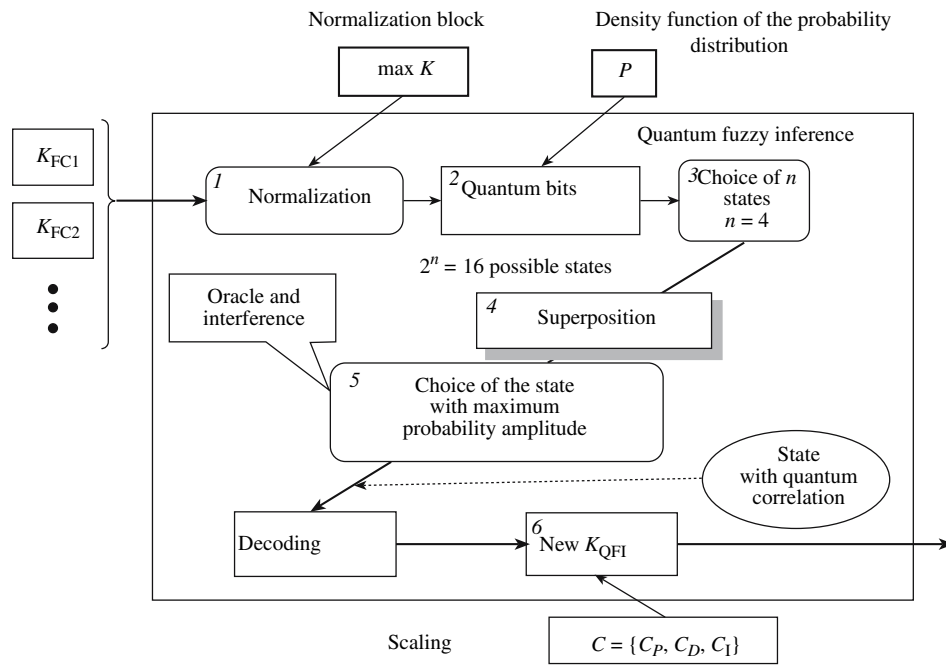 Normalization block
Density function of the probability
distribution
max K
P
K_FC1
K_FC2
Quantum fuzzy inference
1
Normalization
2
Quantum bits
3
Choice of n
states
n = 4
2^n = 16 possible states
Oracle and
interference
4
Superposition
5
Choice of the state
with maximum
probability amplitude
State
with quantum
correlation
Decoding
6
New K_QFI
Scaling
C = {C_P, C_D, C_I}